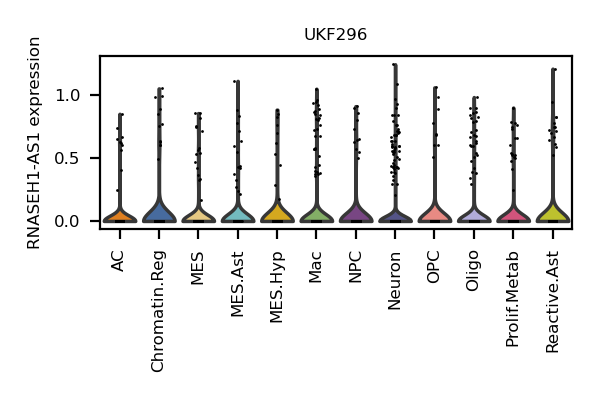 UKF296
RNASEH1-AS1 expression
1.0
0.5
0.0
AC
Chromatin.Reg
MES
MES.Ast
MES.Hyp
Mac
NPC
Neuron
OPC
Oligo
Prolif.Metab
Reactive.Ast